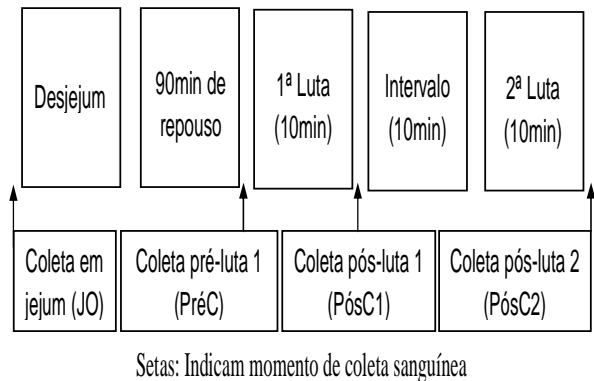 Desjejum
90min de
repouso
1ª Luta
(10min)
Intervalo
(10min)
2ª Luta
(10min)
Coleta em
jejum (JO)
Coleta pré-luta 1
(PréC)
Coleta pós-luta 1
(PósC1)
Coleta pós-luta 2
(PósC2)
Setas: Indicam momento de coleta sanguínea